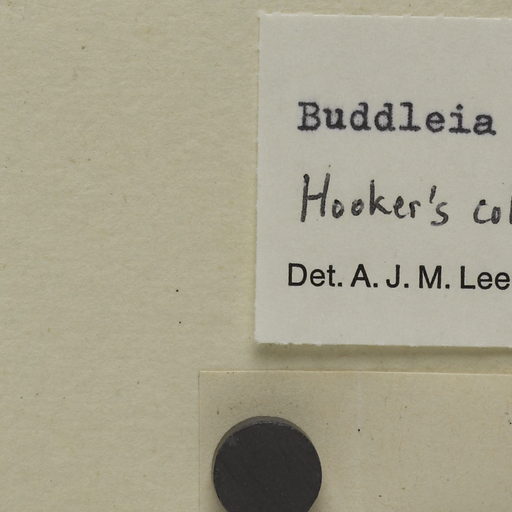 Buddleia
Hooker's
Det. A. J. M. Lee